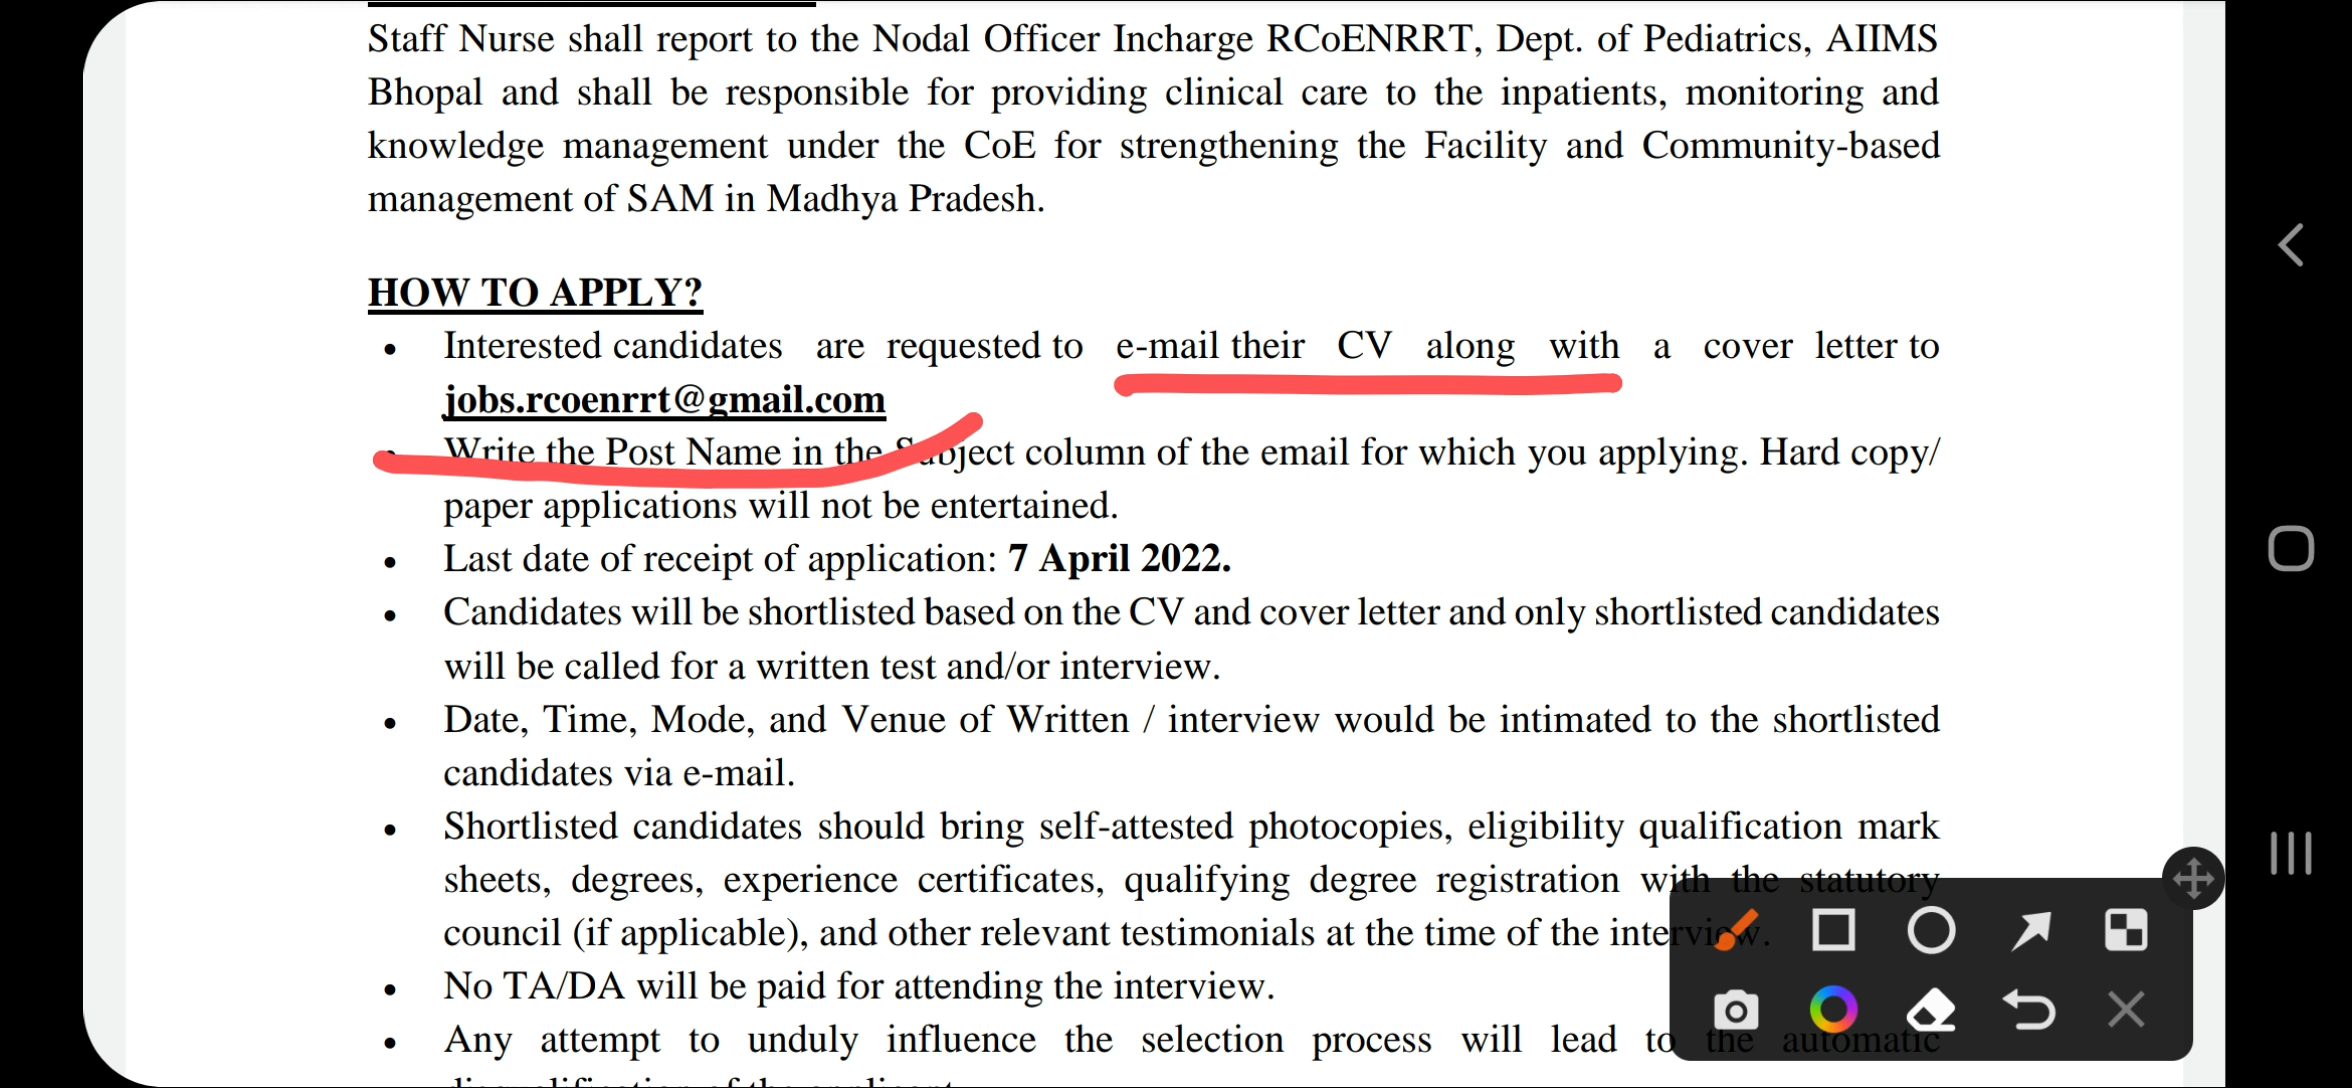 Staff Nurse shall report to the Nodal Officer Incharge RCoENRRT, Dept. of Pediatrics, AIIMS
Bhopal and shall be responsible for providing clinical care to the inpatients, monitoring and
knowledge management under the CoE for strengthening the Facility and Community-based
management of SAM in Madhya Pradesh.
HOW TO APPLY?
• Interested candidates are requested to e-mail their CV along with a cover letter to
jobs.rcoenrrt@gmail.com
• Write the Post Name in the Subject column of the email for which you applying. Hard copy/
paper applications will not be entertained.
• Last date of receipt of application: 7 April 2022.
• Candidates will be shortlisted based on the CV and cover letter and only shortlisted candidates
will be called for a written test and/or interview.
• Date, Time, Mode, and Venue of Written / interview would be intimated to the shortlisted
candidates via e-mail.
• Shortlisted candidates should bring self-attested photocopies, eligibility qualification mark
sheets, degrees, experience certificates, qualifying degree registration with the statutory
council (if applicable), and other relevant testimonials at the time of the interview.
• No TA/DA will be paid for attending the interview.
• Any attempt to unduly influence the selection process will lead to the automatic
disqualification of the applicant.